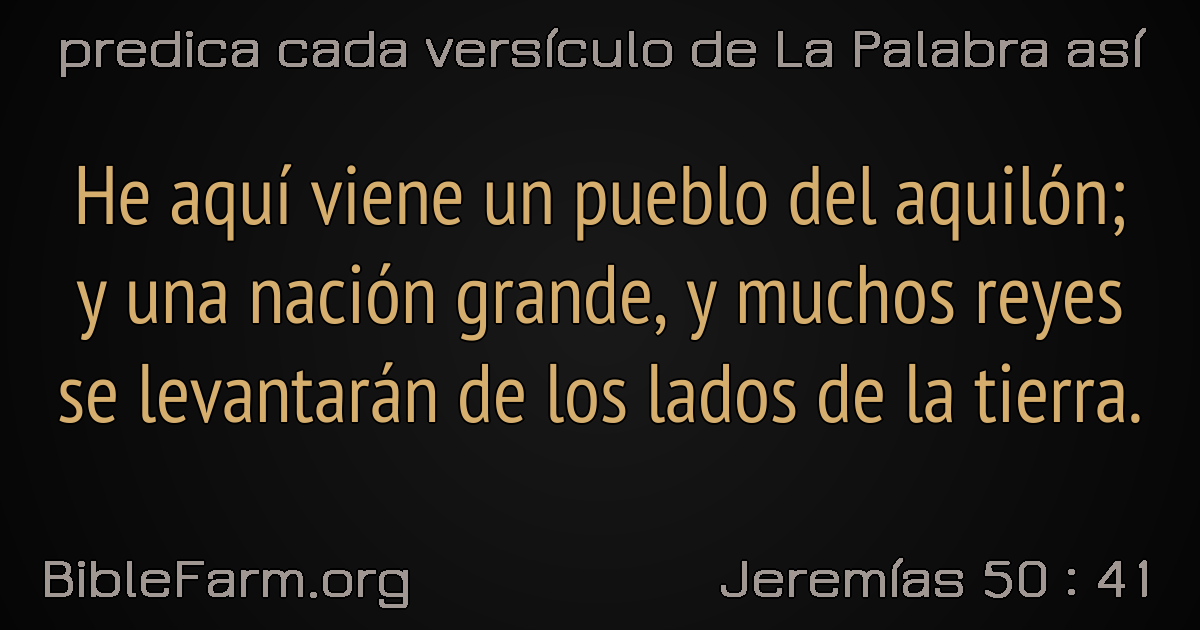 predica cada versículo de La Palabra así
He aquí viene un pueblo del aquilón;
y una nación grande, y muchos reyes
se levantarán de los lados de la tierra.
BibleFarm.org
Jeremías 50 : 41